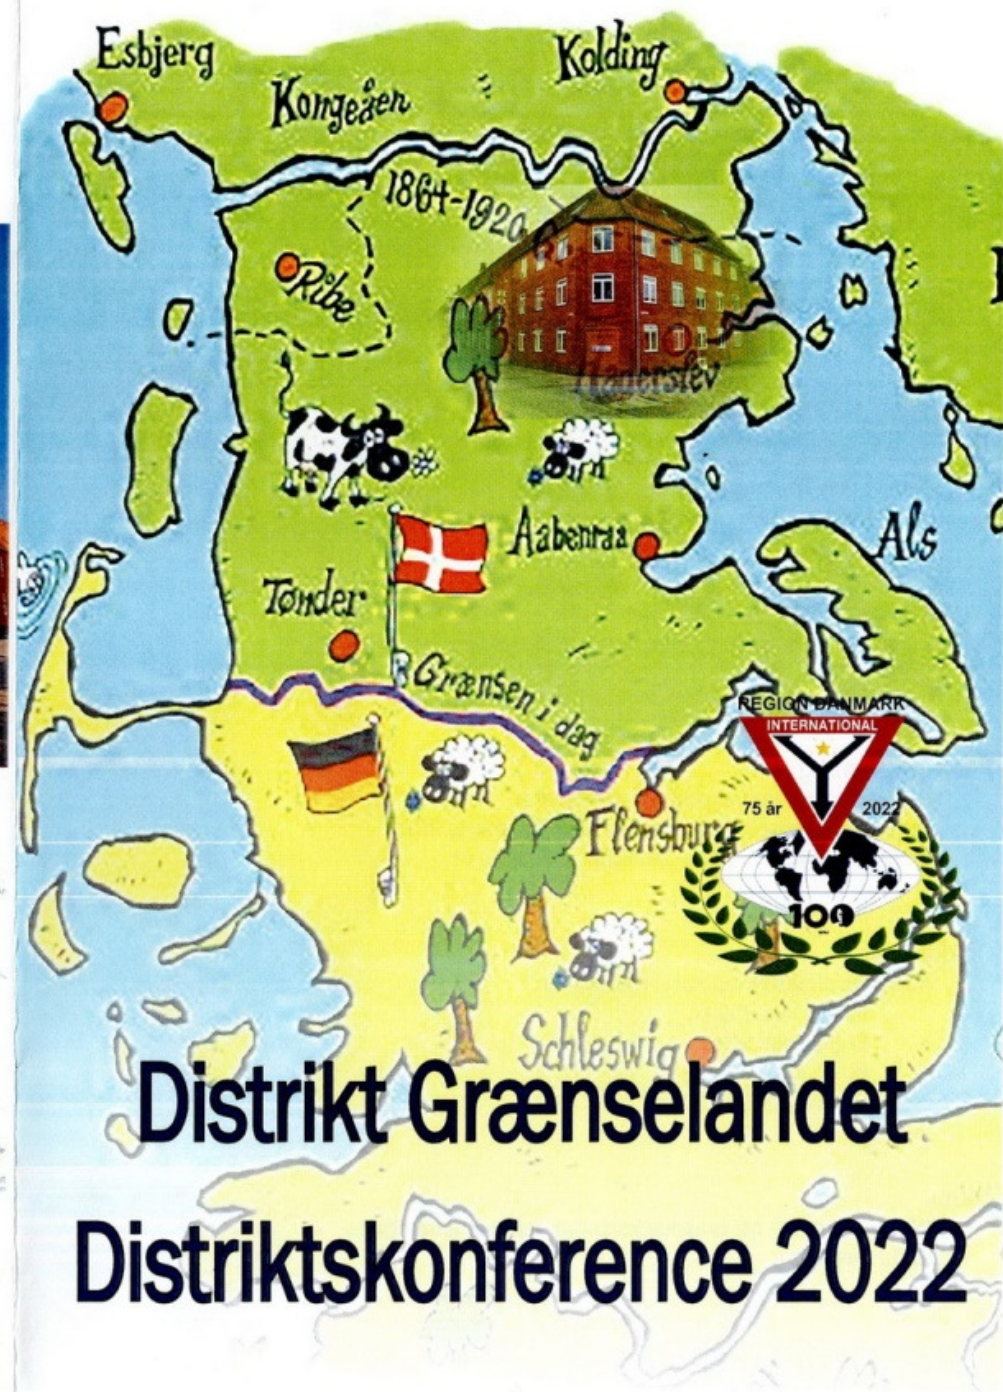 Esbjerg
Kolding
Kongeåen
1864-1920
Ribe
Haderslev
Aabenraa
Als
Tønder
Grænsen i dag
REGION DANMARK
INTERNATIONAL
75 år
2022
Flensburg
100
Schleswig
Distrikt Grænselandet
Distriktskonference 2022